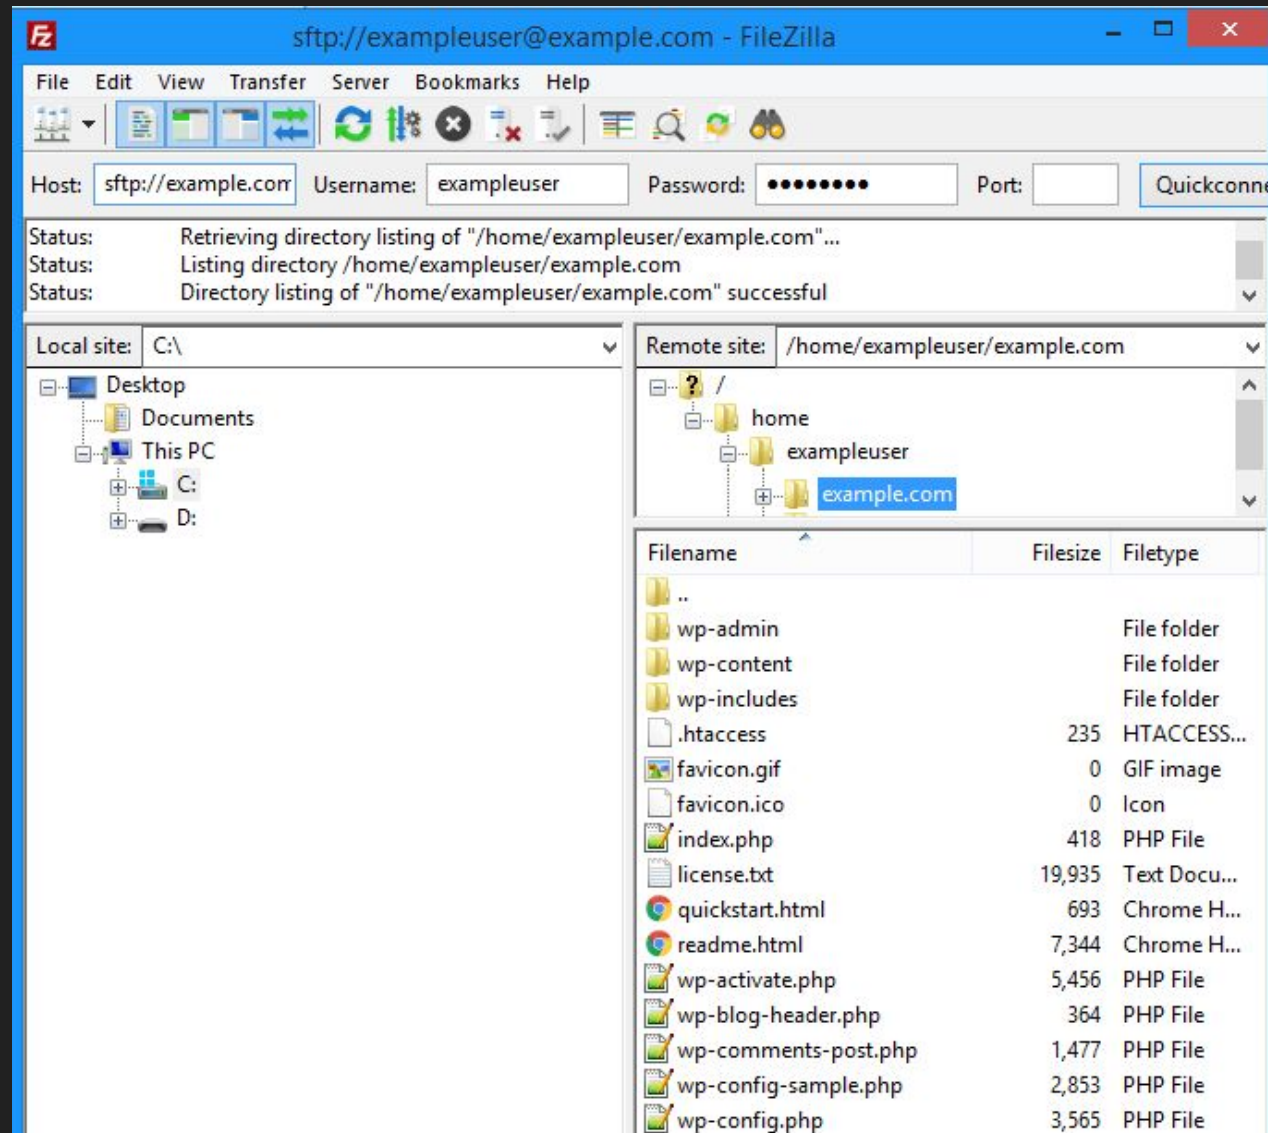 sftp://exampleuser@example.com - FileZilla
File Edit View Transfer Server Bookmarks Help
Host: sftp://example.com Username: exampleuser Password: ●●●●●●●● Port: Quickconne
Status: Retrieving directory listing of "/home/exampleuser/example.com"...
Status: Listing directory /home/exampleuser/example.com
Status: Directory listing of "/home/exampleuser/example.com" successful
Local site: C:\
Desktop
Documents
This PC
C:
D:
Remote site: /home/exampleuser/example.com
/
home
exampleuser
example.com
Filename Filesize Filetype
..
wp-admin File folder
wp-content File folder
wp-includes File folder
.htaccess 235 HTACCESS...
favicon.gif 0 GIF image
favicon.ico 0 Icon
index.php 418 PHP File
license.txt 19,935 Text Docu...
quickstart.html 693 Chrome H...
readme.html 7,344 Chrome H...
wp-activate.php 5,456 PHP File
wp-blog-header.php 364 PHP File
wp-comments-post.php 1,477 PHP File
wp-config-sample.php 2,853 PHP File
wp-config.php 3,565 PHP File